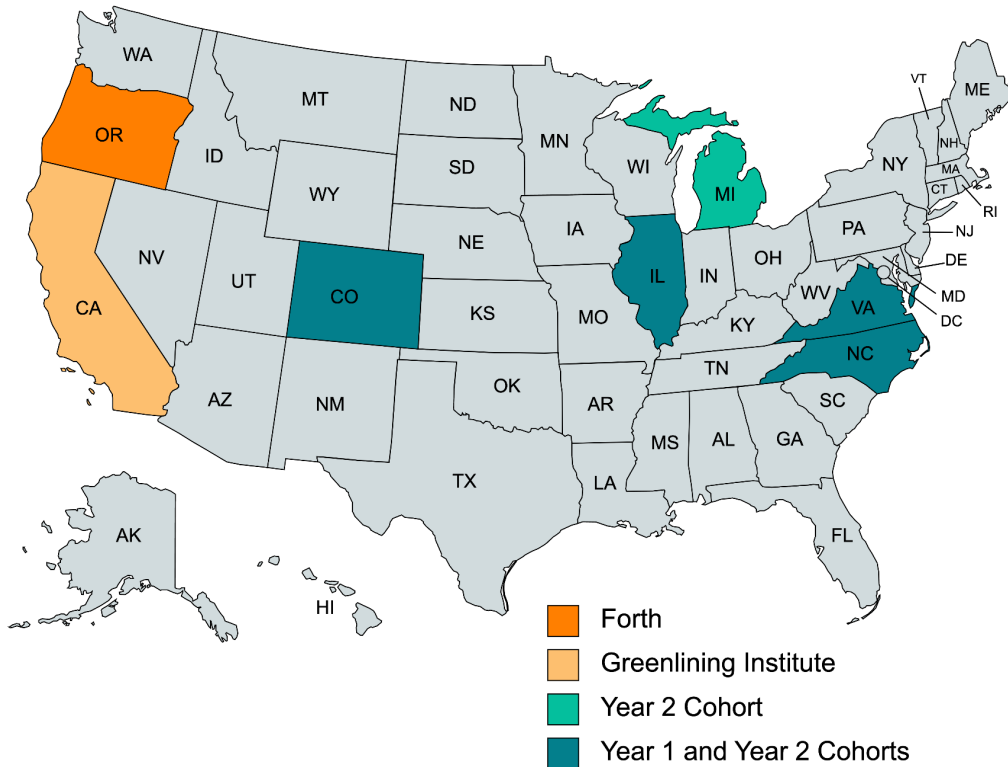 WA
MT
ND
MN
VT
ME
OR
ID
SD
WI
NH
NY
MA
WY
MI
CT
RI
IA
PA
NJ
NE
NV
OH
IL
IN
DE
UT
CO
WV
MD
CA
VA
KS
MO
KY
DC
NC
TN
OK
AZ
NM
AR
SC
MS
AL
GA
TX
LA
FL
AK
HI
Forth
Greenlining Institute
Year 2 Cohort
Year 1 and Year 2 Cohorts